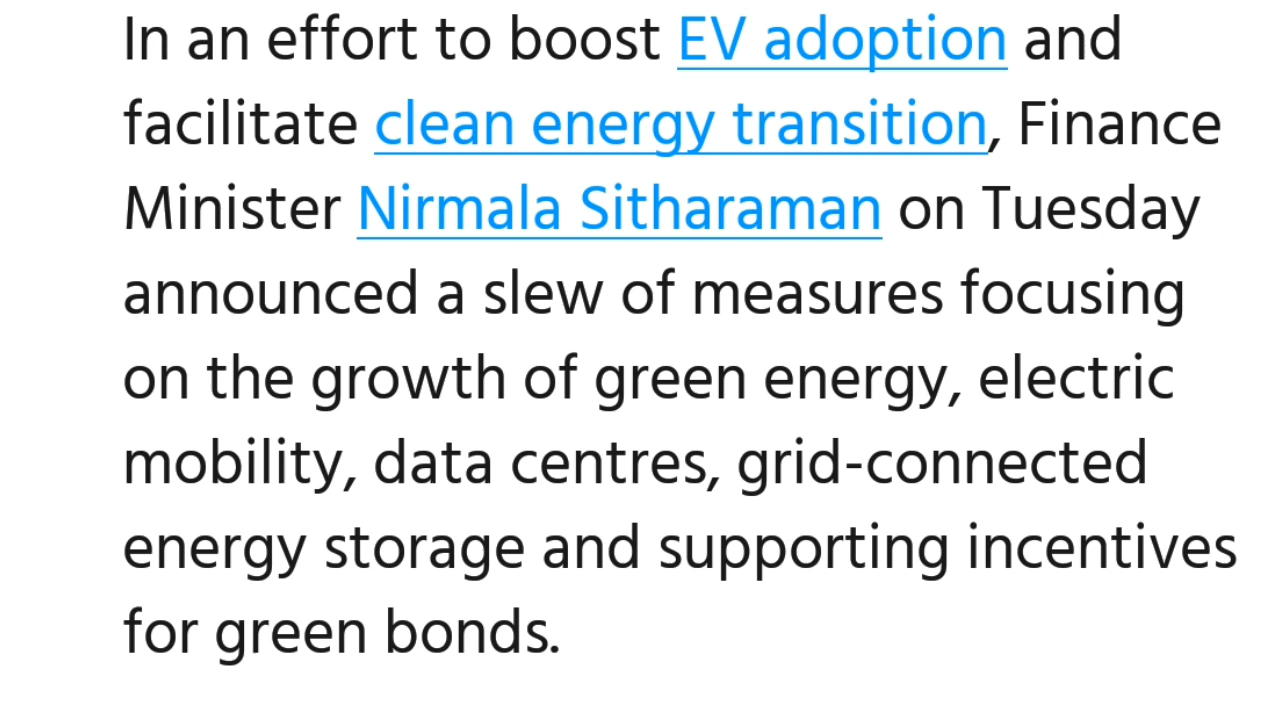 In an effort to boost EV adoption and
facilitate clean energy transition, Finance
Minister Nirmala Sitharaman on Tuesday
announced a slew of measures focusing
on the growth of green energy, electric
mobility, data centres, grid-connected
energy storage and supporting incentives
for green bonds.